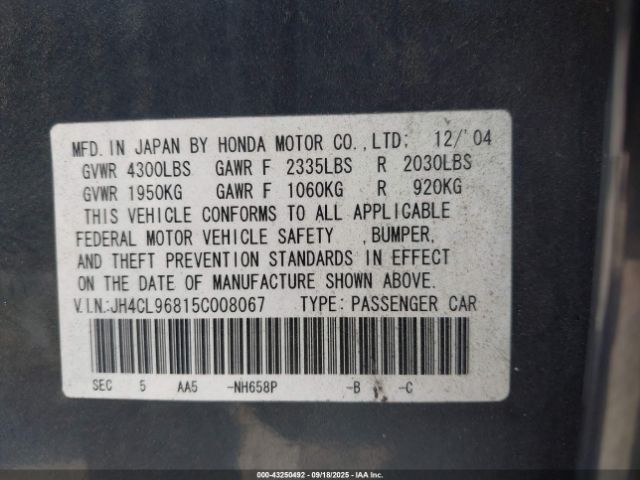 MFD. IN JAPAN BY HONDA MOTOR CO., LTD: 12/'04
GVWR 4300LBS GAWR F 2335LBS R 2030LBS
GVWR 1950KG GAWR F 1060KG R 920KG
THIS VEHICLE CONFORMS TO ALL APPLICABLE
FEDERAL MOTOR VEHICLE SAFETY , BUMPER,
AND THEFT PREVENTION STANDARDS IN EFFECT
ON THE DATE OF MANUFACTURE SHOWN ABOVE.
V.I.N.:JH4CL96815C008067 TYPE: PASSENGER CAR
SEC 5 AA5 -NH658P -B -C
000-43250492 - 09/18/2025 - IAA Inc.